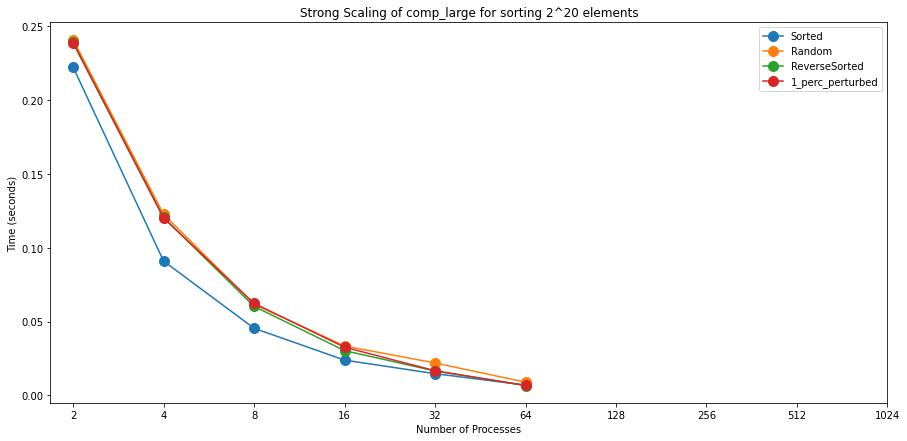 Strong Scaling of comp_large for sorting 2^20 elements
Sorted
Random
ReverseSorted
1_perc_perturbed
0.25
0.20
0.15
0.10
0.05
0.00
Time (seconds)
2 4 8 16 32 64 128 256 512 1024
Number of Processes